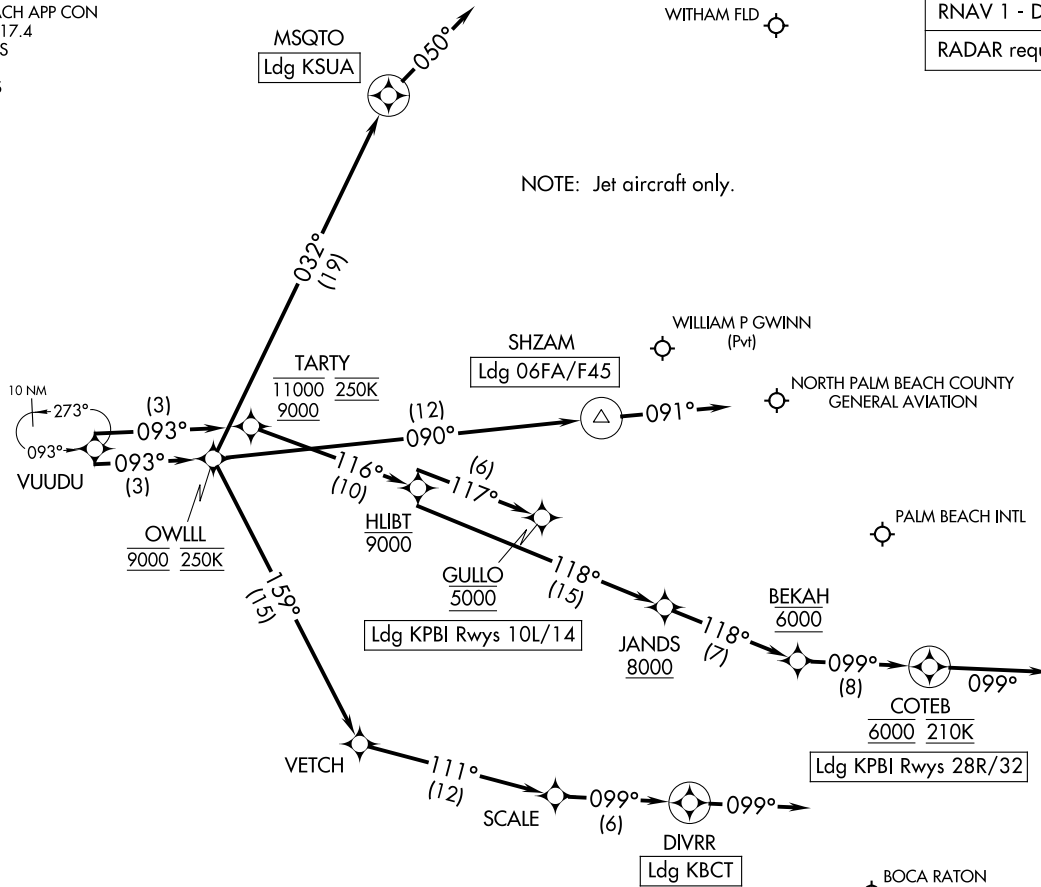 ACH APP CON
17.4
S
WITHAM FLD
RNAV 1 - D
RADAR requ
MSQTO
Ldg KSUA
050°
NOTE: Jet aircraft only.
032°
(19)
WILLIAM P GWINN
(Pvt)
SHZAM
Ldg 06FA/F45
TARTY
11000 250K
9000
NORTH PALM BEACH COUNTY
GENERAL AVIATION
10 NM
273°
093°
VUUDU
(3)
093°
093°
(3)
(12)
090°
091°
116°
(10)
(6)
117°
OWLLL
9000 250K
HLIBT
9000
GULLO
5000
Ldg KPBI Rwys 10L/14
PALM BEACH INTL
159°
(15)
118°
(15)
JANDS
8000
118°
(7)
BEKAH
6000
099°
(8)
099°
COTEB
6000 210K
Ldg KPBI Rwys 28R/32
VETCH
111°
(12)
SCALE
099°
(6)
099°
DIVRR
Ldg KBCT
BOCA RATON